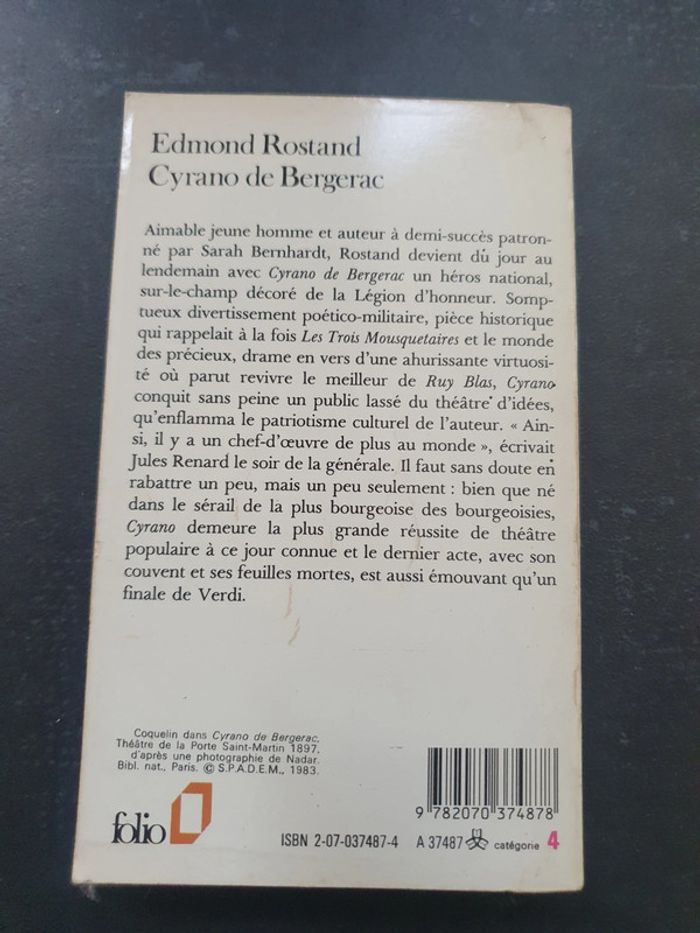 Edmond Rostand
Cyrano de Bergerac
Aimable jeune homme et auteur à demi-succès patron-
né par Sarah Bernhardt, Rostand devient du jour au
lendemain avec Cyrano de Bergerac un héros national,
sur-le-champ décoré de la Légion d'honneur. Somp-
tueux divertissement poético-militaire, pièce historique
qui rappelait à la fois Les Trois Mousquetaires et le monde
des précieux, drame en vers d'une ahurissante virtuosi-
té où parut revivre le meilleur de Ruy Blas, Cyrano
conquit sans peine un public lassé du théâtre d'idées,
qu'enflamma le patriotisme culturel de l'auteur. « Ain-
si, il y a un chef-d'œuvre de plus au monde », écrivait
Jules Renard le soir de la générale. Il faut sans doute en
rabattre un peu, mais un peu seulement : bien que né
dans le sérail de la plus bourgeoise des bourgeoisies,
Cyrano demeure la plus grande réussite de théâtre
populaire à ce jour connue et le dernier acte, avec son
couvent et ses feuilles mortes, est aussi émouvant qu'un
finale de Verdi.
Coquelin dans Cyrano de Bergerac,
Théâtre de la Porte Saint-Martin 1897,
d'après une photographie de Nadar.
Bibl. nat., Paris. © S.P.A.D.E.M., 1983.
folio
9 782070 374878
ISBN 2-07-037487-4 A 37487 catégorie 4